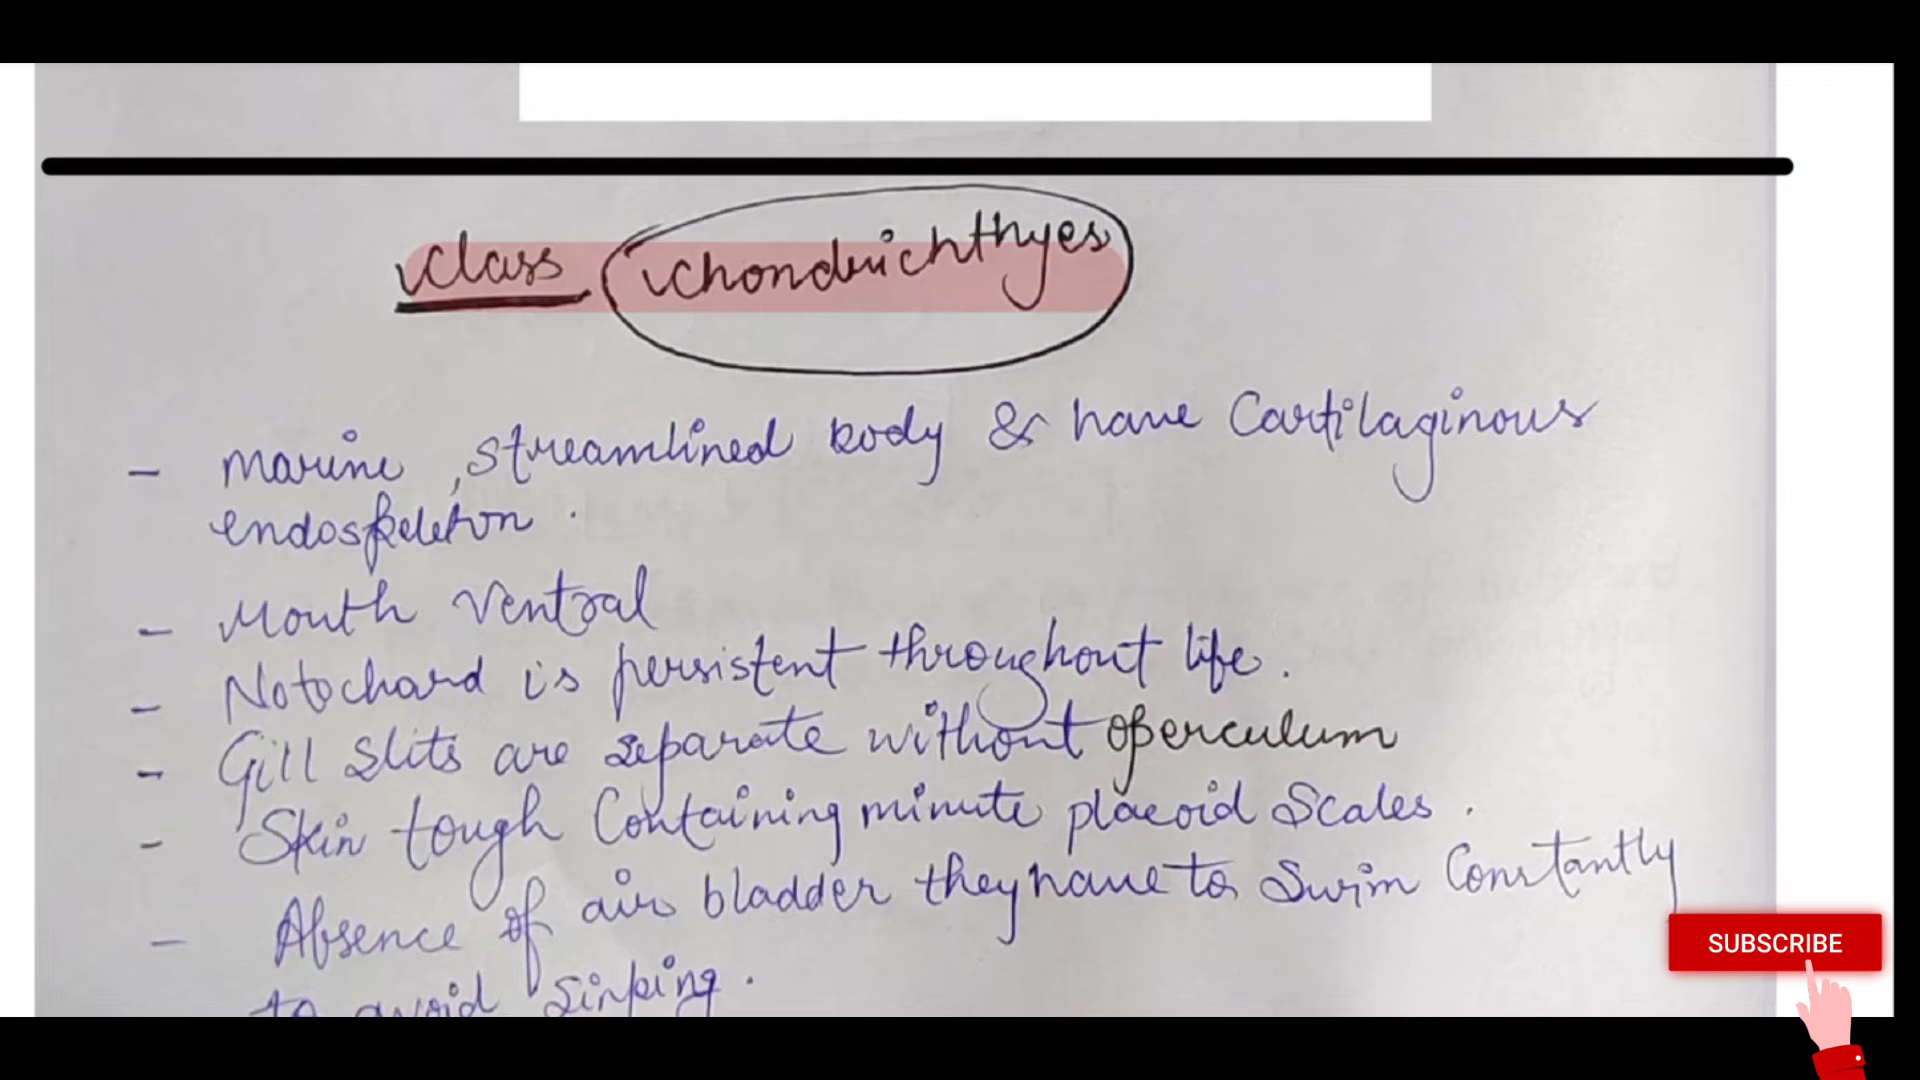 Class Chondrichthyes
- Marine, streamlined body & have Cartilaginous
endoskeleton.
- Mouth Ventral
- Notochard is persistent throughout life.
- Gill slits are separate without operculum
- Skin tough Containing minute placoid Scales.
- Absence of air bladder they have to Swim Constantly
to avoid sinking.
SUBSCRIBE